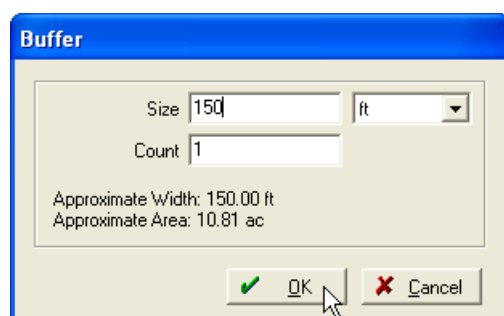 Buffer
Size 150 ft
Count 1
Approximate Width: 150.00 ft
Approximate Area: 10.81 ac
OK Cancel